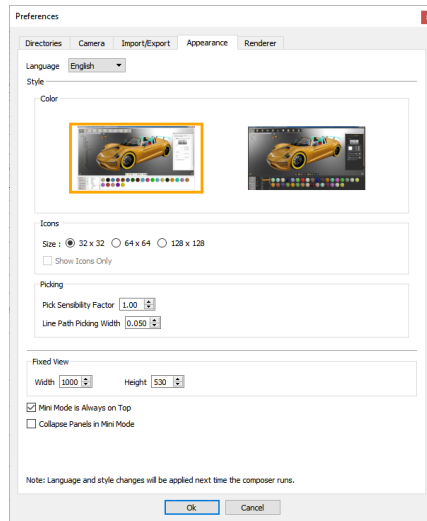 Preferences
Directories Camera Import/Export Appearance Renderer
Language English
Style
Color
Icons
Size : 32 x 32 64 x 64 128 x 128
Show Icons Only
Picking
Pick Sensibility Factor 1.00
Line Path Picking Width 0.050
Fixed View
Width 1000 Height 530
Mini Mode is Always on Top
Collapse Panels in Mini Mode
Note: Language and style changes will be applied next time the composer runs.
Ok Cancel